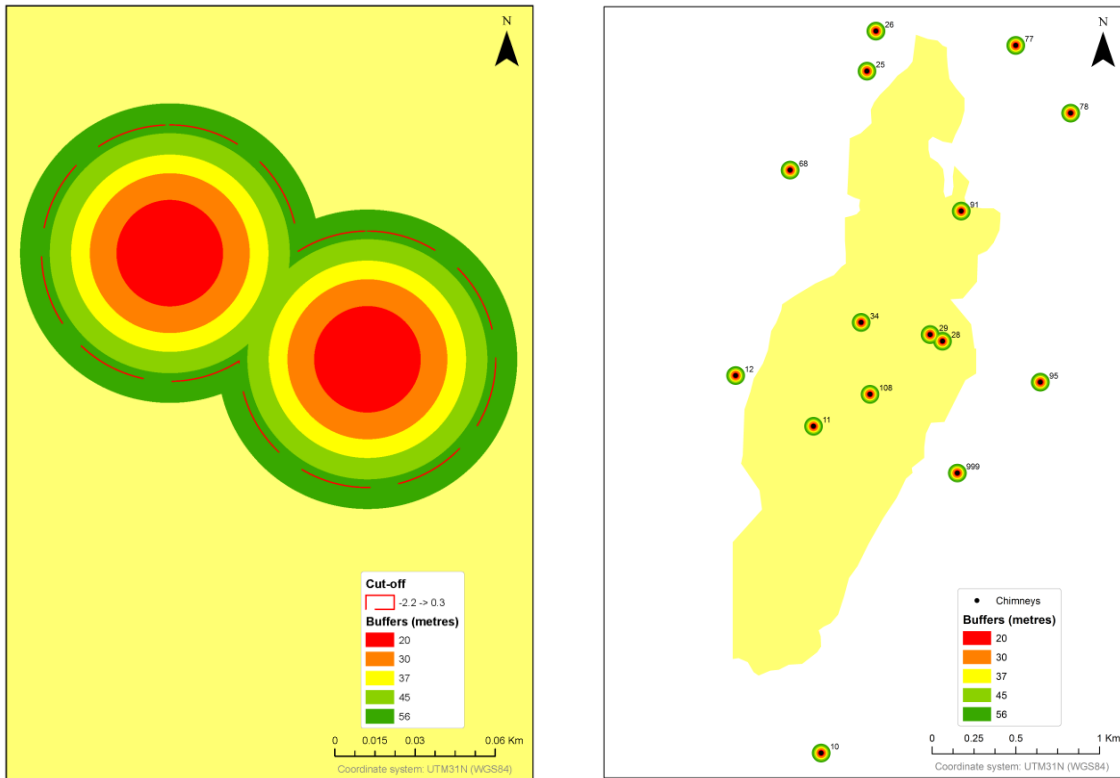 N
Cut-off
-2.2 -> 0.3
Buffers (metres)
20
30
37
45
56
0 0.015 0.03 0.06 Km
Coordinate system: UTM31N (WGS84)
N
26
77
25
78
68
91
34
29
28
12
95
108
11
999
10
Chimneys
Buffers (metres)
20
30
37
45
56
0 0.25 0.5 1 Km
Coordinate system: UTM31N (WGS84)